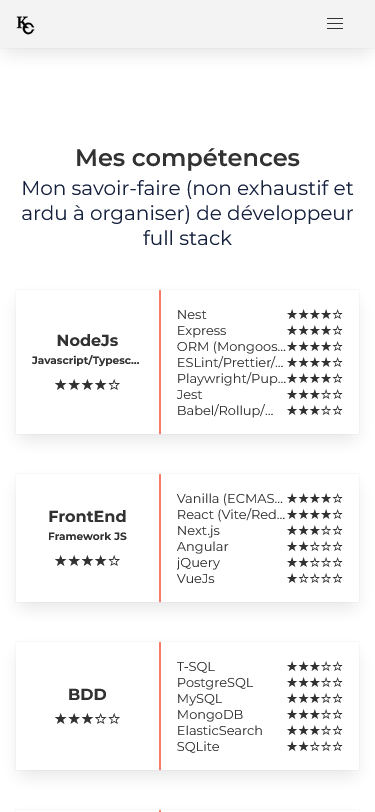 KC
Mes compétences
Mon savoir-faire (non exhaustif et
ardu à organiser) de développeur
full stack
NodeJs
Javascript/Typesc...
★★★★☆
Nest ★★★★☆
Express ★★★★☆
ORM (Mongoos... ★★★★☆
ESLint/Prettier/... ★★★★☆
Playwright/Pup... ★★★★☆
Jest ★★★☆☆
Babel/Rollup/... ★★★☆☆
FrontEnd
Framework JS
★★★★☆
Vanilla (ECMAS... ★★★★☆
React (Vite/Red... ★★★★☆
Next.js ★★★☆☆
Angular ★★☆☆☆
jQuery ★★☆☆☆
VueJs ★☆☆☆☆
BDD
★★★☆☆
T-SQL ★★★☆☆
PostgreSQL ★★★☆☆
MySQL ★★★☆☆
MongoDB ★★★☆☆
ElasticSearch ★★★☆☆
SQLite ★★☆☆☆